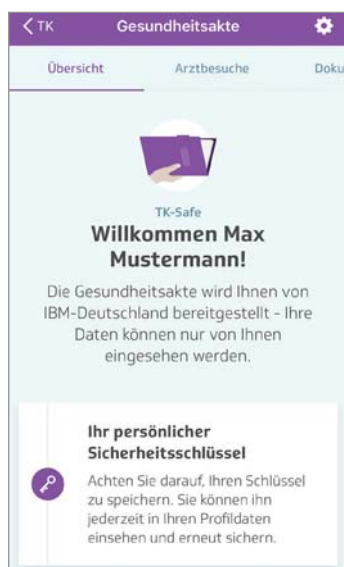 TK Gesundheitsakte
Übersicht Arztbesuche Doku
TK-Safe
Willkommen Max
Mustermann!
Die Gesundheitsakte wird Ihnen von
IBM-Deutschland bereitgestellt - Ihre
Daten können nur von Ihnen
eingesehen werden.
Ihr persönlicher
Sicherheitsschlüssel
Achten Sie darauf, Ihren Schlüssel
zu speichern. Sie können ihn
jederzeit in Ihren Profildaten
einsehen und erneut sichern.